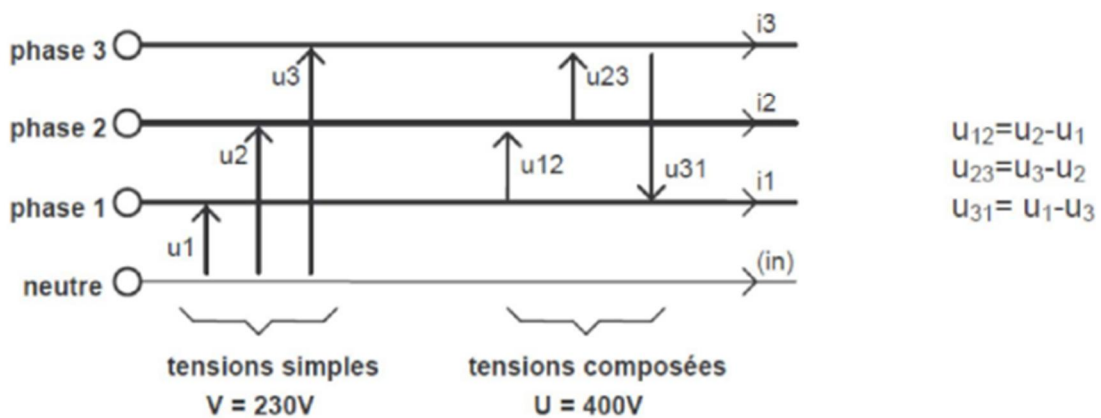 i3
phase 3
u3
u23
i2
phase 2
u2
u12
u31
i1
phase 1
u1
(in)
neutre
tensions simples
V = 230V
tensions composées
U = 400V
u₁₂=u₂-u₁
u₂₃=u₃-u₂
u₃₁= u₁-u₃